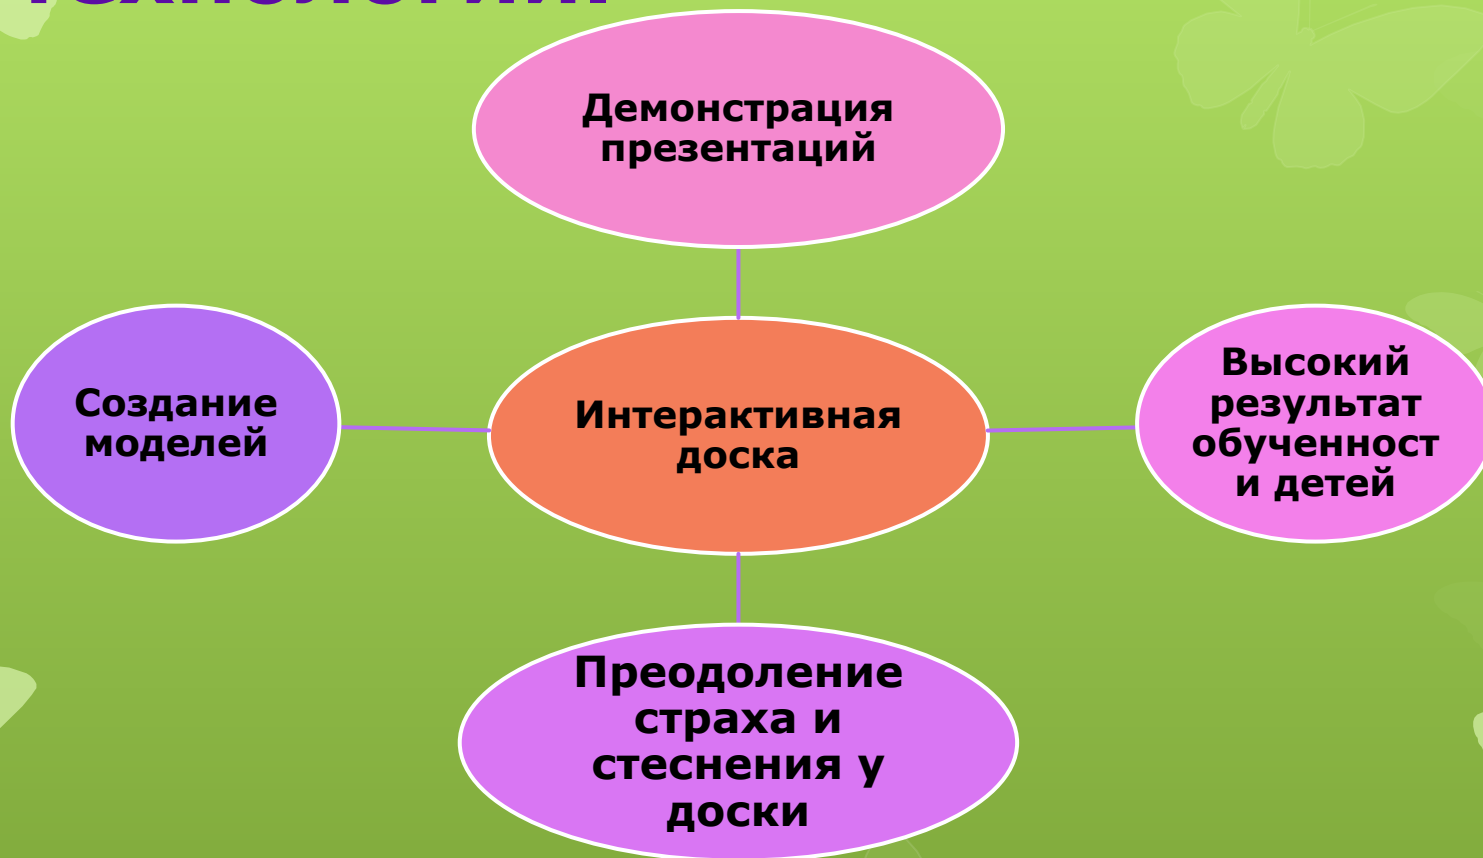 Демонстрация
презентаций
Создание
моделей
Интерактивная
доска
Высокий
результат
обученност
и детей
Преодоление
страха и
стеснения у
доски